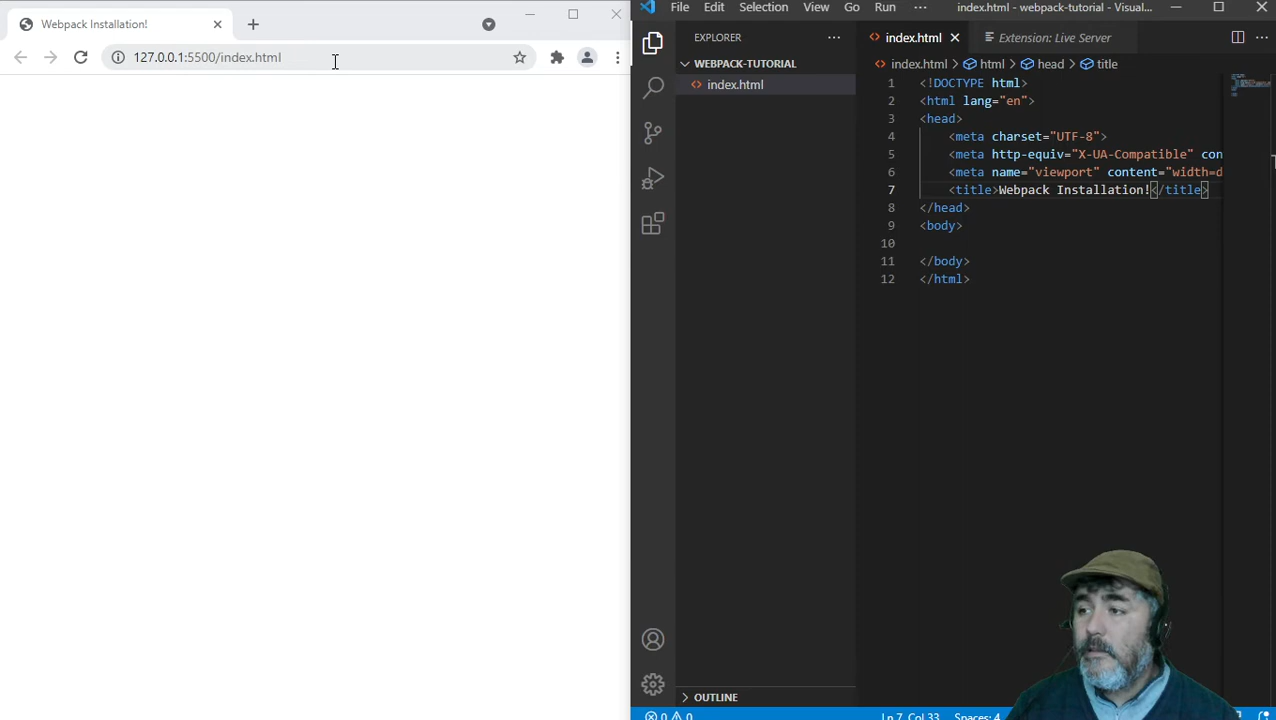 Webpack Installation!
127.0.0.1:5500/index.html
File Edit Selection View Go Run ··· index.html - webpack-tutorial - Visual...
EXPLORER ···
WEBPACK-TUTORIAL
index.html
OUTLINE
index.html
Extension: Live Server
index.html > html > head > title
1 <!DOCTYPE html>
2 <html lang="en">
3 <head>
4 <meta charset="UTF-8">
5 <meta http-equiv="X-UA-Compatible" con
6 <meta name="viewport" content="width=d
7 <title>Webpack Installation!</title>
8 </head>
9 <body>
10
11 </body>
12 </html>
0 0 Ln 7, Col 33 Spaces: 4